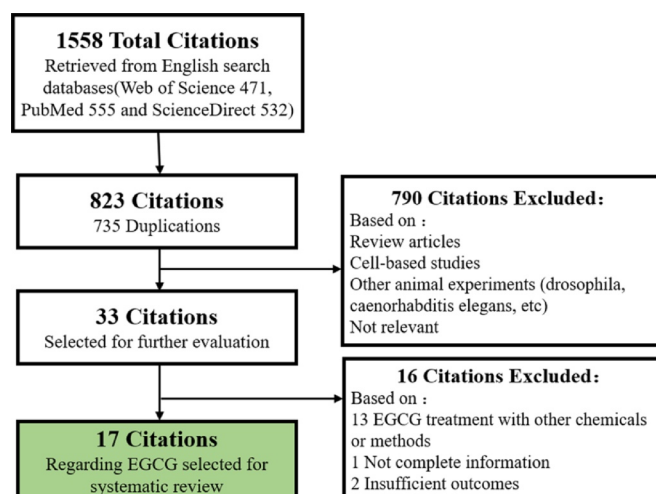 1558 Total Citations
Retrieved from English search
databases(Web of Science 471,
PubMed 555 and ScienceDirect 532)
823 Citations
735 Duplications
790 Citations Excluded:
Based on :
Review articles
Cell-based studies
Other animal experiments (drosophila,
caenorhabditis elegans, etc)
Not relevant
33 Citations
Selected for further evaluation
16 Citations Excluded:
Based on :
13 EGCG treatment with other chemicals
or methods
1 Not complete information
2 Insufficient outcomes
17 Citations
Regarding EGCG selected for
systematic review